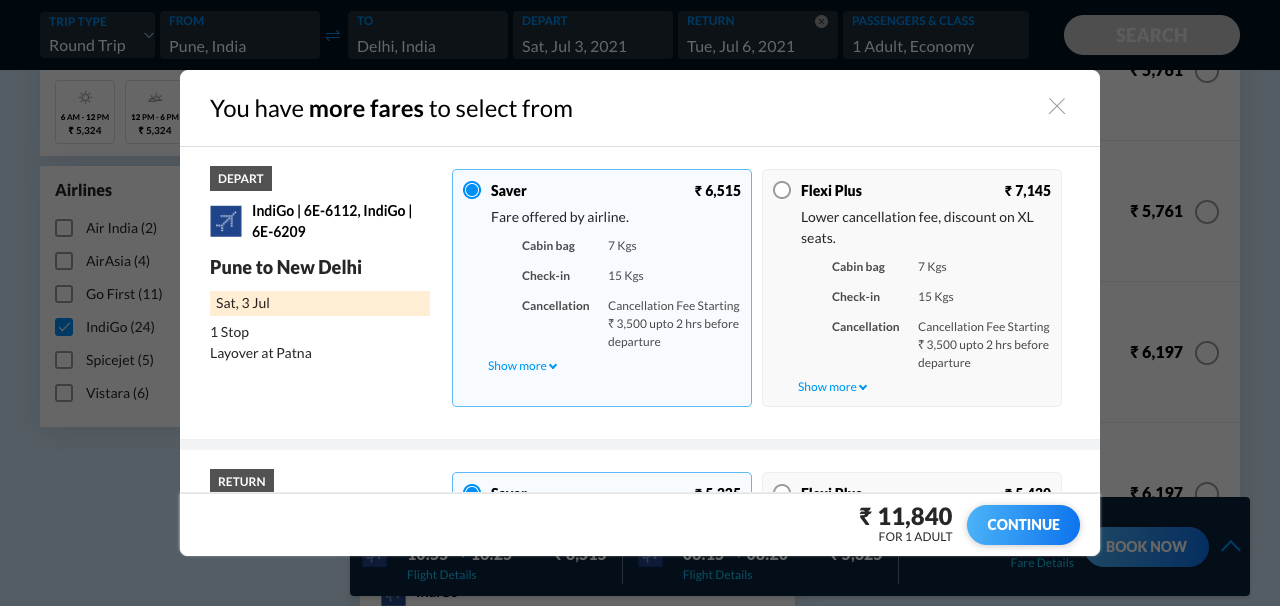 TRIP TYPE
Round Trip
FROM
Pune, India
TO
Delhi, India
DEPART
Sat, Jul 3, 2021
RETURN
Tue, Jul 6, 2021
PASSENGERS & CLASS
1 Adult, Economy
SEARCH
6 AM - 12 PM
₹ 5,324
12 PM - 6 PM
₹ 5,324
Airlines
Air India (2)
AirAsia (4)
Go First (11)
IndiGo (24)
Spicejet (5)
Vistara (6)
₹ 5,761
₹ 5,761
₹ 6,197
₹ 6,197
You have more fares to select from
DEPART
IndiGo | 6E-6112, IndiGo |
6E-6209
Pune to New Delhi
Sat, 3 Jul
1 Stop
Layover at Patna
Saver ₹ 6,515
Fare offered by airline.
Cabin bag 7 Kgs
Check-in 15 Kgs
Cancellation Cancellation Fee Starting
₹ 3,500 upto 2 hrs before
departure
Show more
Flexi Plus ₹ 7,145
Lower cancellation fee, discount on XL
seats.
Cabin bag 7 Kgs
Check-in 15 Kgs
Cancellation Cancellation Fee Starting
₹ 3,500 upto 2 hrs before
departure
Show more
RETURN
Saver
Flexi Plus
₹ 11,840
FOR 1 ADULT
CONTINUE
Flight Details
Flight Details
Fare Details
BOOK NOW